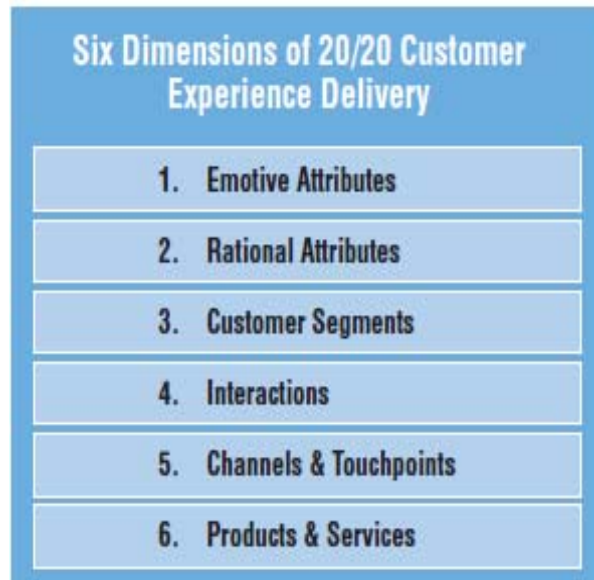 Six Dimensions of 20/20 Customer
Experience Delivery
1. Emotive Attributes
2. Rational Attributes
3. Customer Segments
4. Interactions
5. Channels & Touchpoints
6. Products & Services